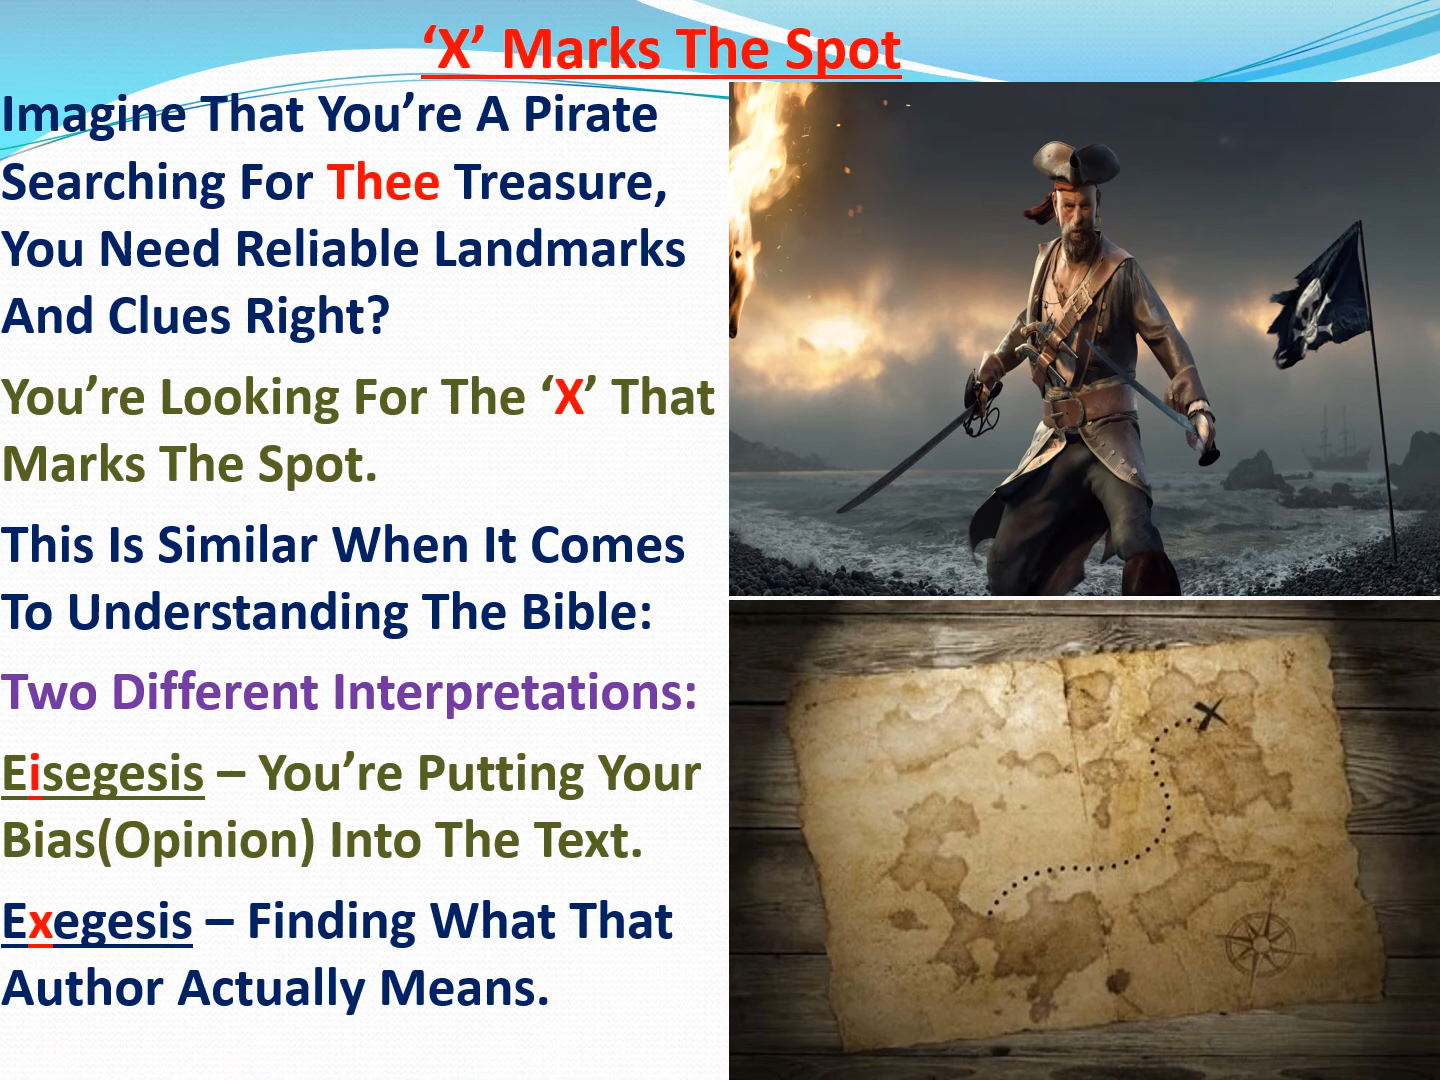 ‘X’ Marks The Spot
Imagine That You’re A Pirate
Searching For Thee Treasure,
You Need Reliable Landmarks
And Clues Right?
You’re Looking For The ‘X’ That
Marks The Spot.
This Is Similar When It Comes
To Understanding The Bible:
Two Different Interpretations:
Eisegesis – You’re Putting Your
Bias(Opinion) Into The Text.
Exegesis – Finding What That
Author Actually Means.